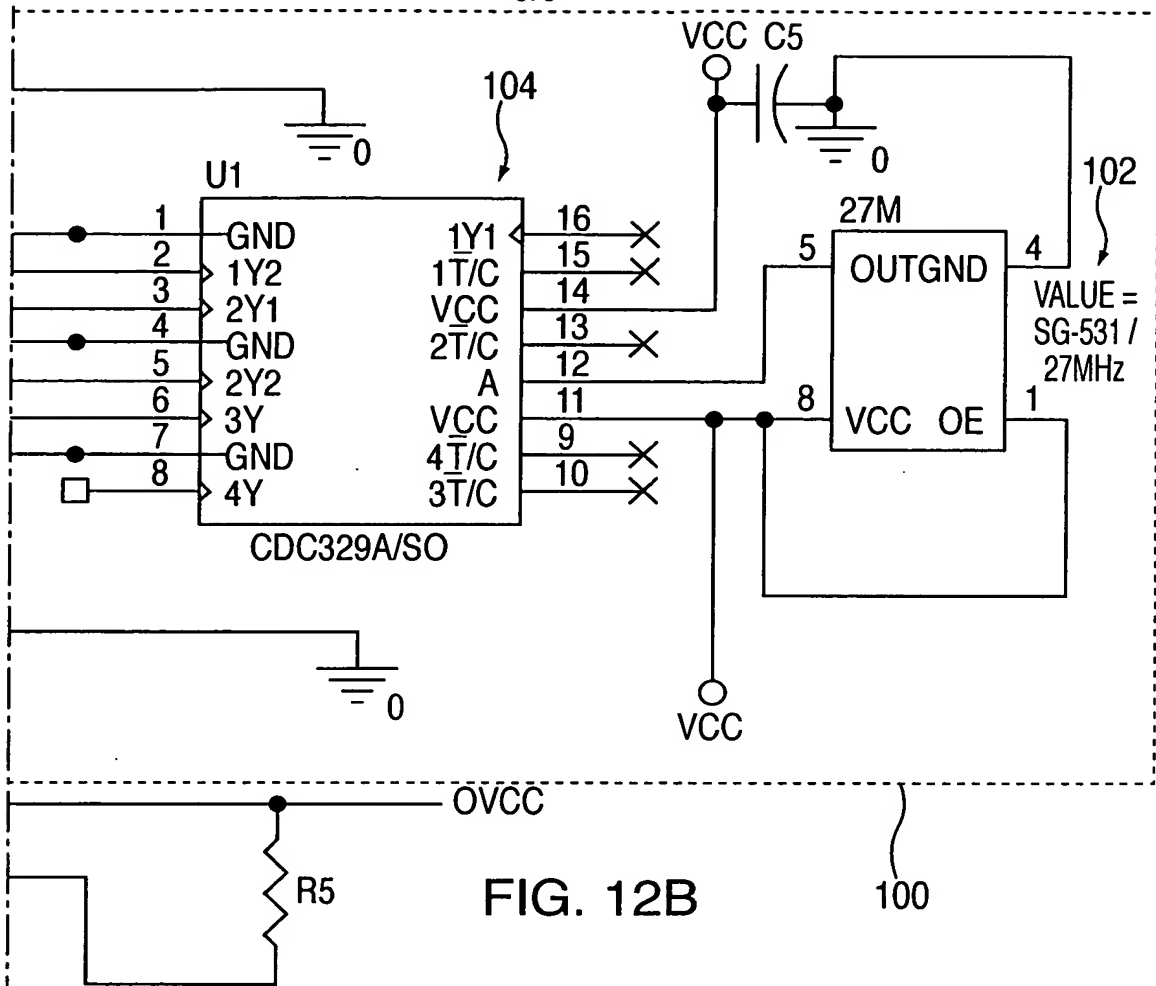 VCC C5
104
0
0
U1
102
27M
1 GND 1Y1 16
2 1Y2 1T̅/C 15
3 2Y1 VCC 14
4 GND 2T̅/C 13
5 2Y2 A 12
6 3Y VCC 11
7 GND 4T̅/C 9
8 4Y 3T̅/C 10
CDC329A/SO
5 OUTGND 4
8 VCC OE 1
VALUE =
SG-531 /
27MHz
0
VCC
OVCC
R5
FIG. 12B
100